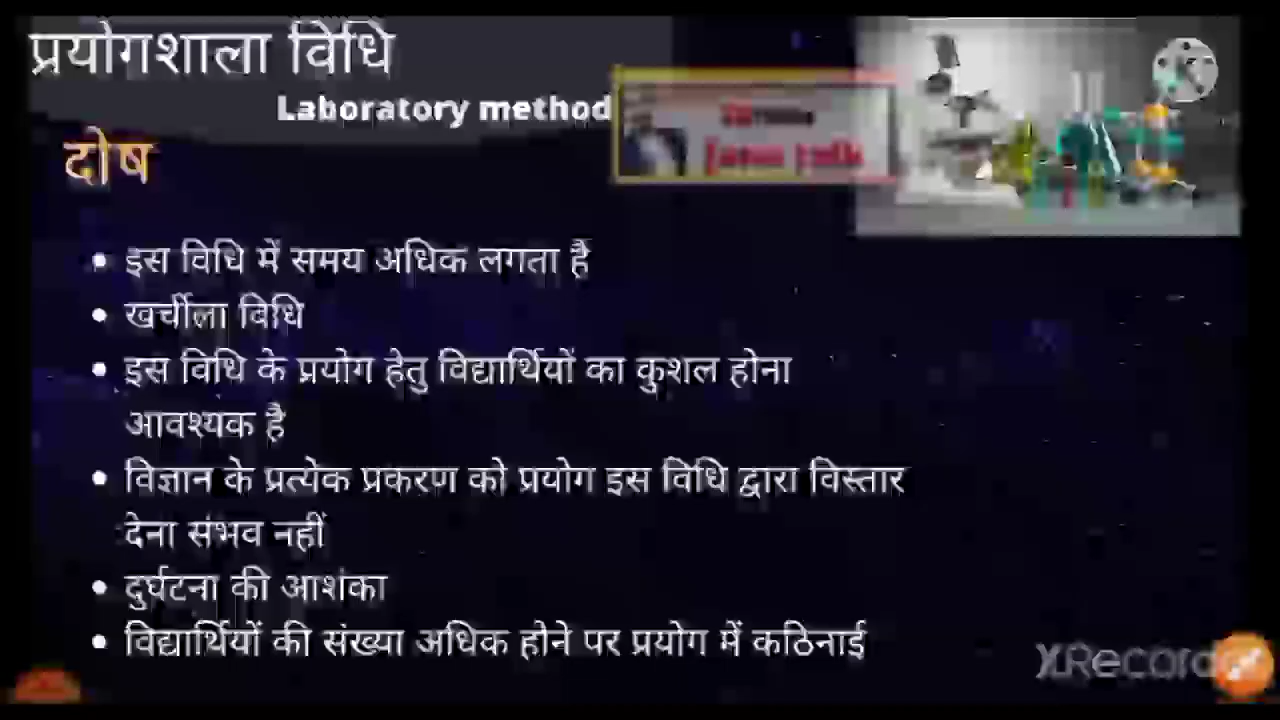 प्रयोगशाला विधि
Laboratory method
दोष
• इस विधि में समय अधिक लगता है
• खर्चीला विधि
• इस विधि के प्रयोग हेतु विद्यार्थियों का कुशल होना
आवश्यक है
• विज्ञान के प्रत्येक प्रकरण को प्रयोग इस विधि द्वारा विस्तार
देना संभव नहीं
• दुर्घटना की आशंका
• विद्यार्थियों की संख्या अधिक होने पर प्रयोग में कठिनाई